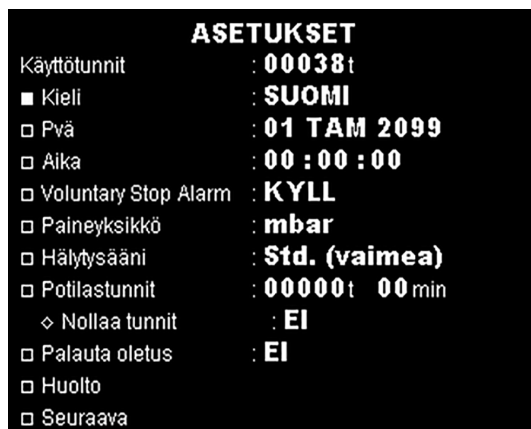 ASETUKSET
Käyttötunnit : 00038t
Kieli : SUOMI
Pvä : 01 TAM 2099
Aika : 00:00:00
Voluntary Stop Alarm : KYLL
Paineyksikkö : mbar
Hälytysääni : Std. (vaimea)
Potilastunnit : 00000t 00min
Nollaa tunnit : EI
Palauta oletus : EI
Huolto
Seuraava